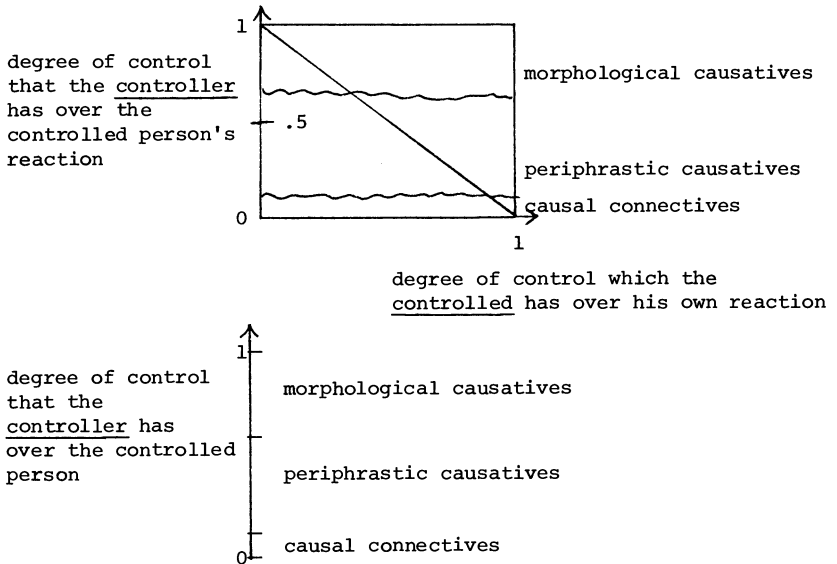 1
degree of control
that the controller
has over the
controlled person's
reaction
.5
0
morphological causatives
periphrastic causatives
causal connectives
1
degree of control which the
controlled has over his own reaction
1
degree of control
that the
controller has
over the controlled
person
morphological causatives
periphrastic causatives
causal connectives
0